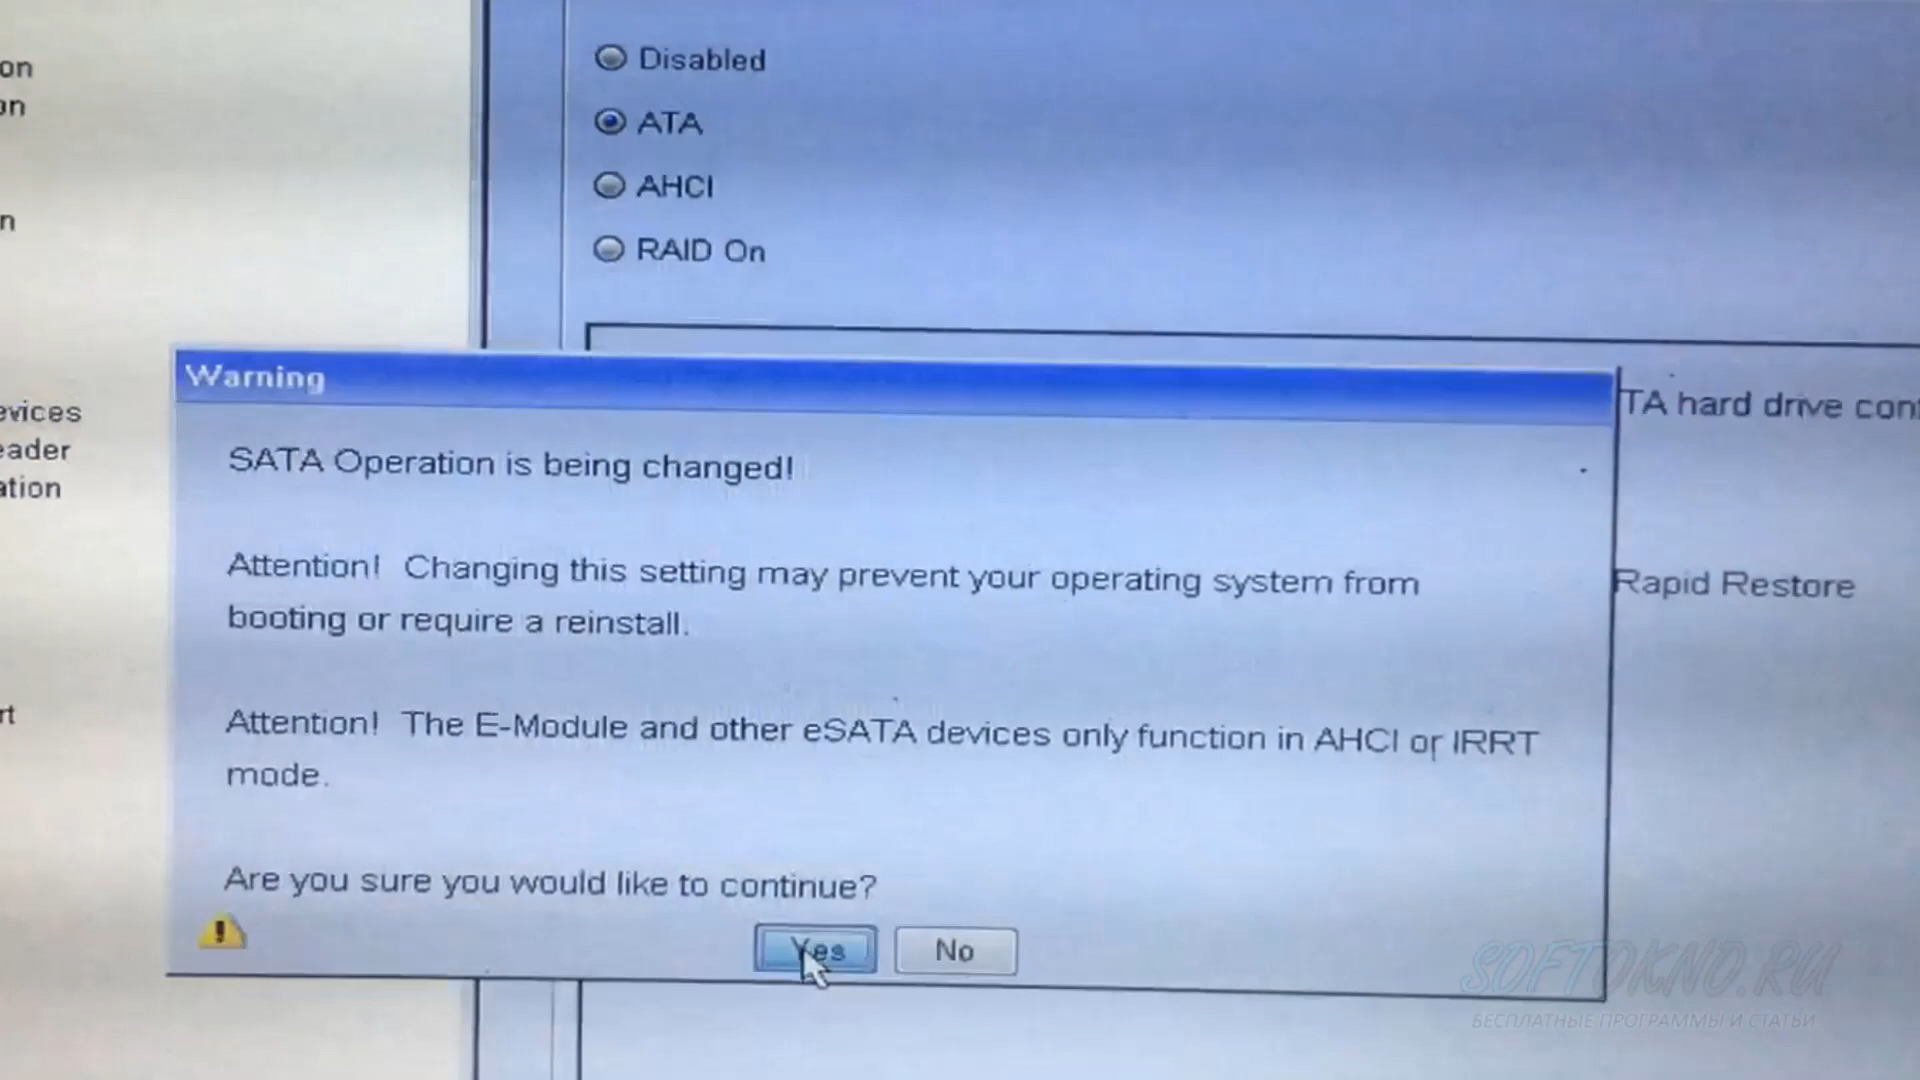 on
on
n
evices
eader
ation
rt
Disabled
ATA
AHCI
RAID On
TA hard drive cont
Rapid Restore
Warning
SATA Operation is being changed!
Attention! Changing this setting may prevent your operating system from
booting or require a reinstall.
Attention! The E-Module and other eSATA devices only function in AHCI or IRRT
mode.
Are you sure you would like to continue?
Yes
No
SOFTOKNO.RU
БЕСПЛАТНЫЕ ПРОГРАММЫ И СТАТЬИ